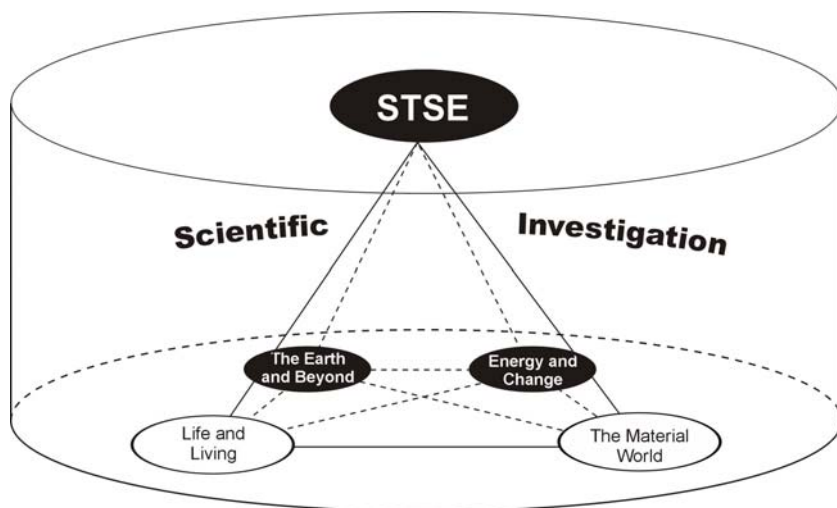 STSE
Scientific Investigation
The Earth
and Beyond
Energy and
Change
Life and
Living
The Material
World